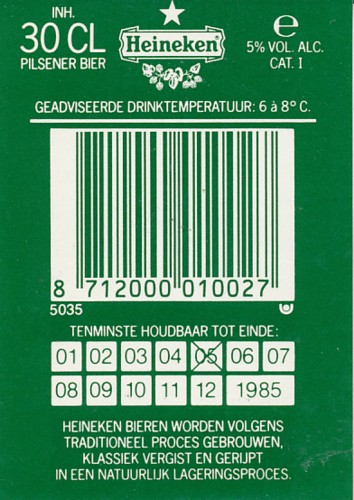 INH.
30 CL
PILSENER BIER
Heineken
e
5% VOL. ALC.
CAT. I
GEADVISEERDE DRINKTEMPERATUUR: 6 à 8° C.
8 712000 010027
5035
TENMINSTE HOUDBAAR TOT EINDE:
01 02 03 04 05 06 07
08 09 10 11 12 1985
HEINEKEN BIEREN WORDEN VOLGENS
TRADITIONEEL PROCES GEBROUWEN,
KLASSIEK VERGIST EN GERIJPT
IN EEN NATUURLIJK LAGERINGSPROCES.